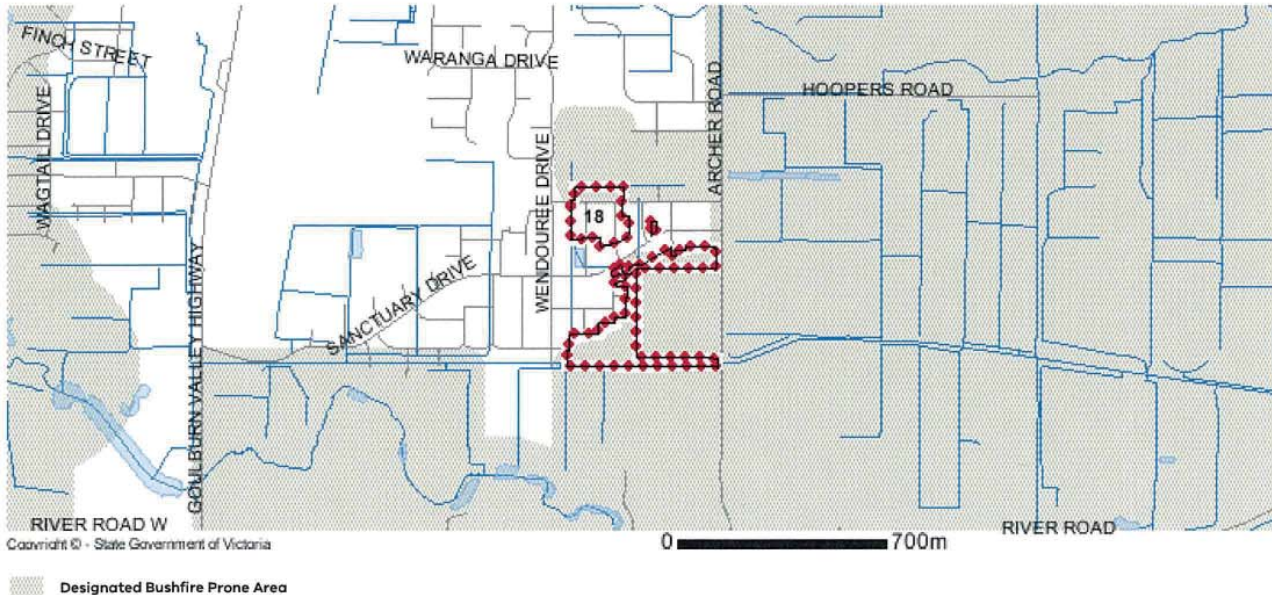 FINCH STREET
WARANGA DRIVE
HOOPERS ROAD
WAGTAIL DRIVE
WENDOUREE DRIVE
ARCHER ROAD
18
GOULBURN VALLEY HIGHWAY
SANCTUARY DRIVE
RIVER ROAD W
RIVER ROAD
Copyright © - State Government of Victoria
0 700m
Designated Bushfire Prone Area